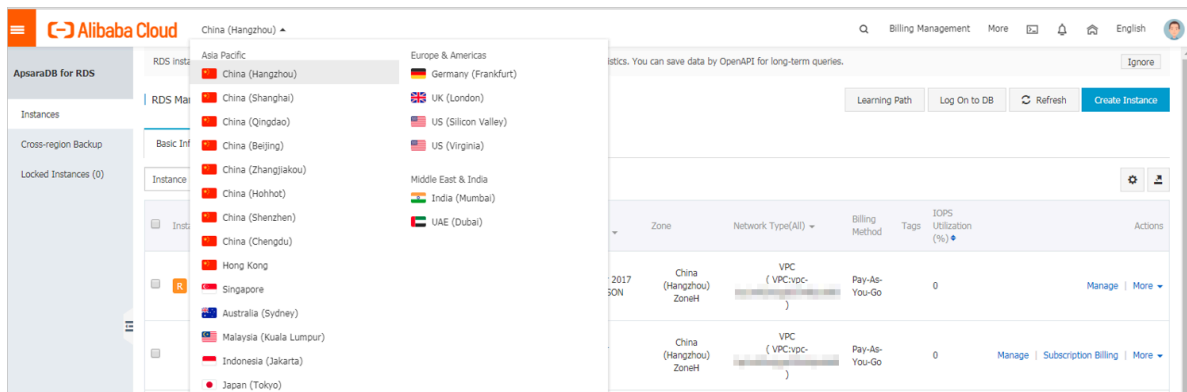 Alibaba Cloud
China (Hangzhou)
Billing Management
More
English
ApsaraDB for RDS
Instances
Cross-region Backup
Locked Instances (0)
RDS insta
istics. You can save data by OpenAPI for long-term queries.
Ignore
RDS Ma
Learning Path
Log On to DB
Refresh
Create Instance
Basic Inf
Instance
Asia Pacific
China (Hangzhou)
China (Shanghai)
China (Qingdao)
China (Beijing)
China (Zhangjiakou)
China (Hohhot)
China (Shenzhen)
China (Chengdu)
Hong Kong
Singapore
Australia (Sydney)
Malaysia (Kuala Lumpur)
Indonesia (Jakarta)
Japan (Tokyo)
Europe & Americas
Germany (Frankfurt)
UK (London)
US (Silicon Valley)
US (Virginia)
Middle East & India
India (Mumbai)
UAE (Dubai)
Insta
Zone
Network Type(All)
Billing
Method
Tags
IOPS
Utilization
(%)
Actions
R
2017
SON
China
(Hangzhou)
ZoneH
VPC
( VPC:vpc-
)
Pay-As-
You-Go
0
Manage | More
China
(Hangzhou)
ZoneH
VPC
( VPC:vpc-
)
Pay-As-
You-Go
0
Manage | Subscription Billing | More